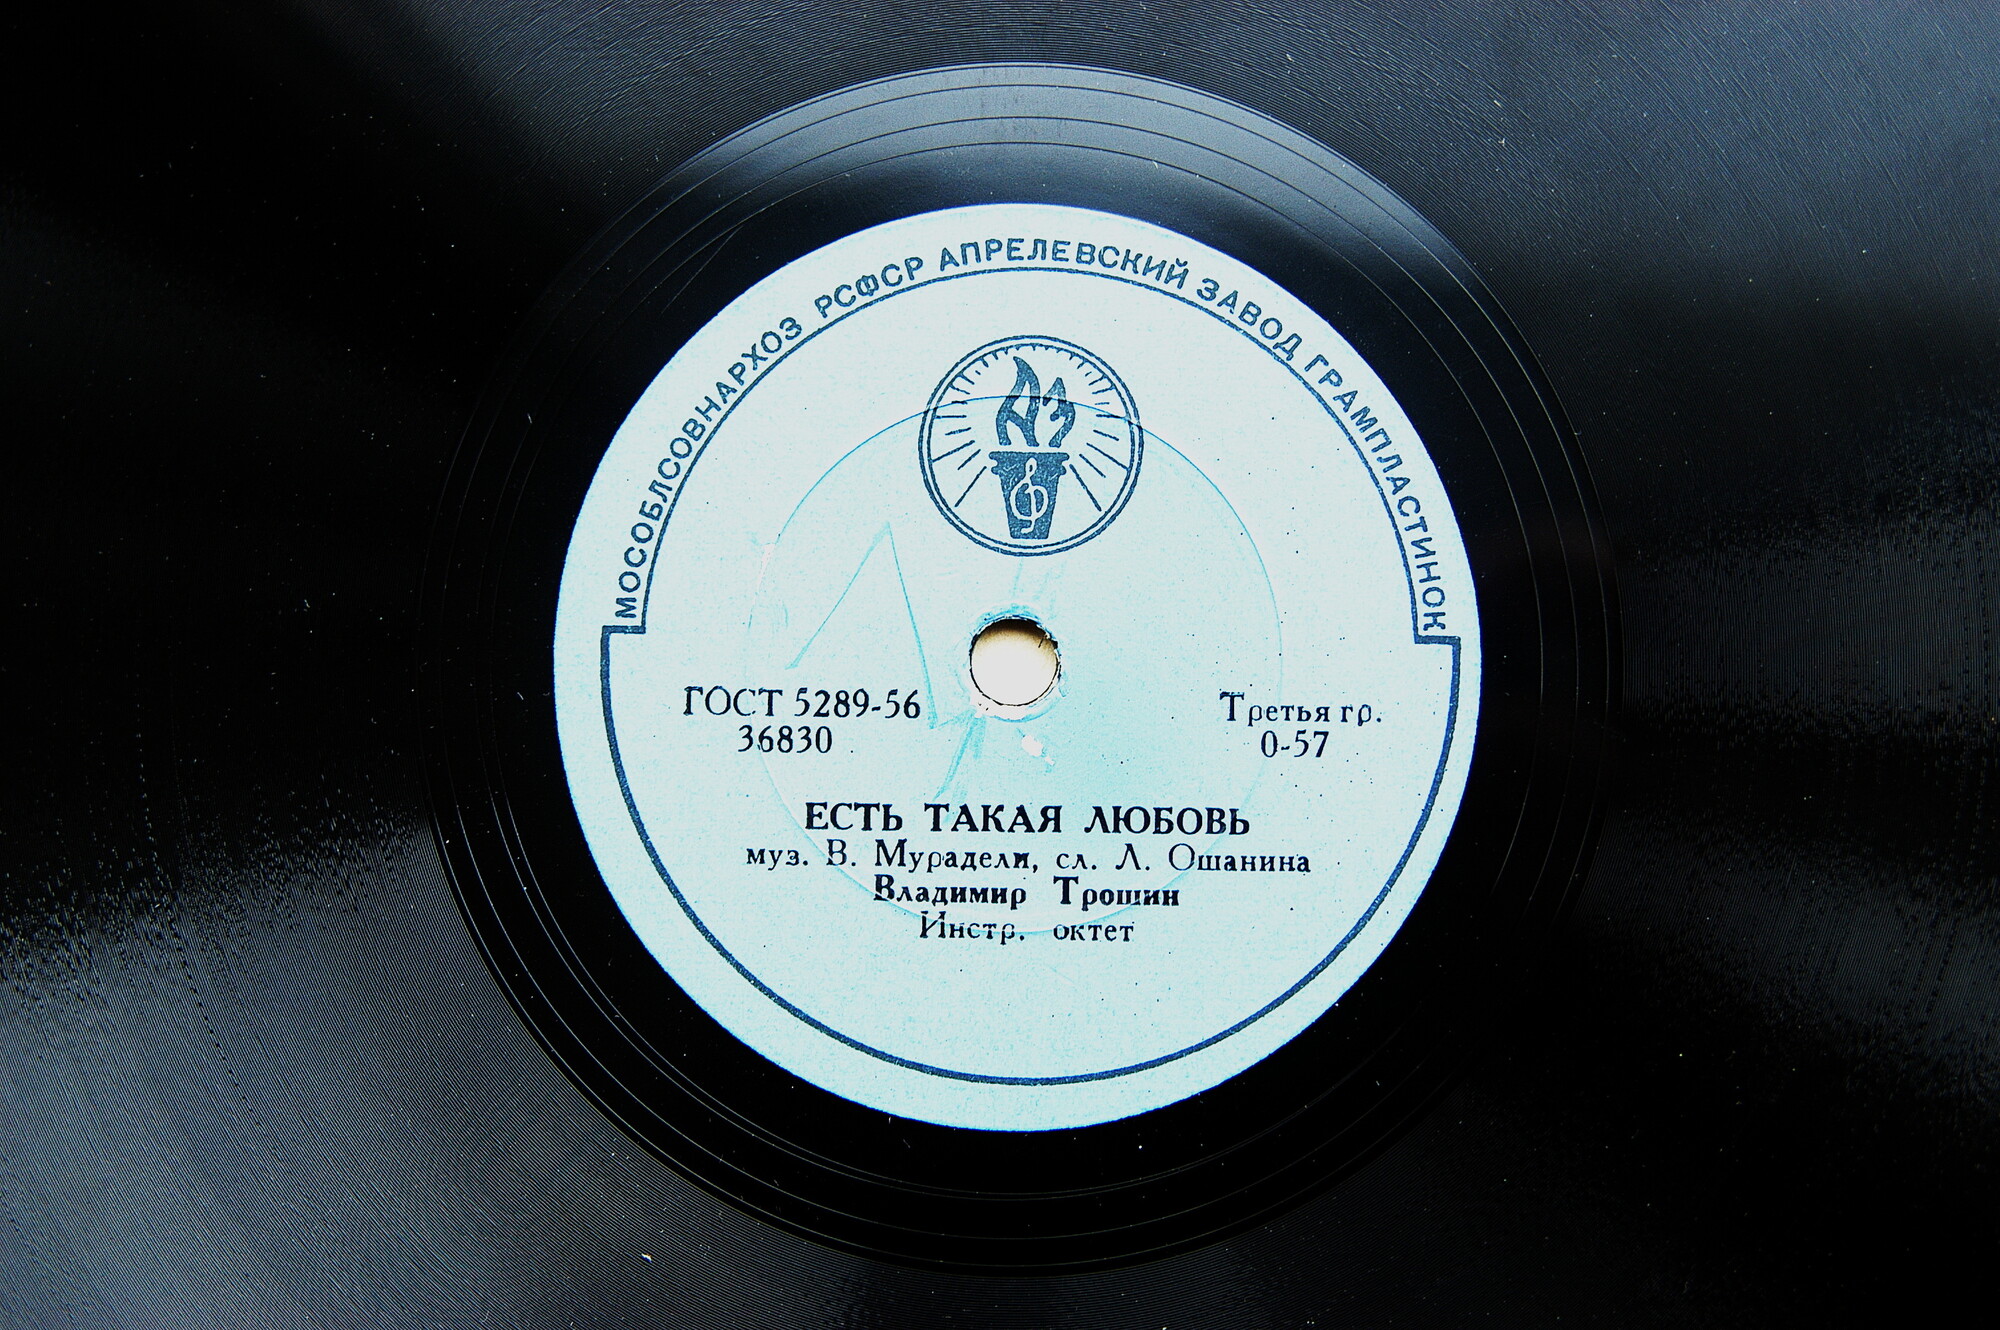 МОСОБЛСОВНАРХОЗ РСФСР АПРЕЛЕВСКИЙ ЗАВОД ГРАМПЛАСТИНОК
АЗ
ГОСТ 5289-56
36830
Третья гр.
0-57
ЕСТЬ ТАКАЯ ЛЮБОВЬ
муз. В. Мурадели, сл. Л. Ошанина
Владимир Трошин
Инстр. октет